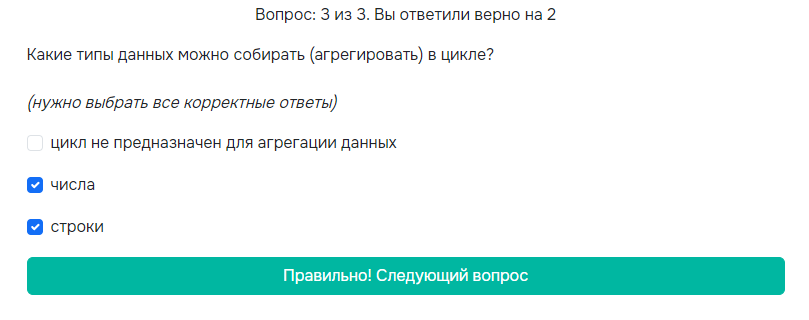 Вопрос: 3 из 3. Вы ответили верно на 2
Какие типы данных можно собирать (агрегировать) в цикле?
(нужно выбрать все корректные ответы)
цикл не предназначен для агрегации данных
числа
строки
Правильно! Следующий вопрос